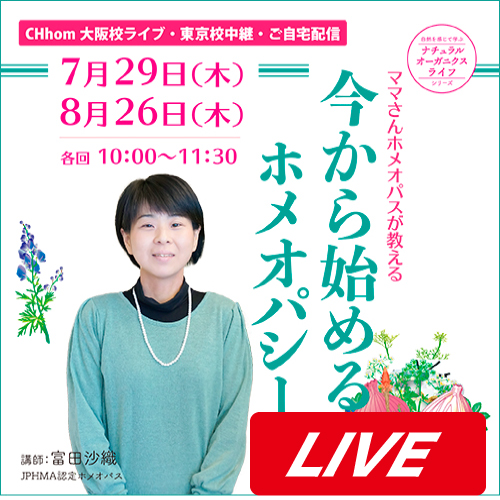 CHhom 大阪校ライブ・東京校中継・ご自宅配信
自然を感じて学ぶ
ナチュラル
オーガニクス
ライフ
シリーズ
7月29日(木)
8月26日(木)
各回 10:00〜11:30
ママさんホメオパスが教える
今から始める
ホメオパシー
LIVE
講師:富田沙織
JPHMA認定ホメオパス